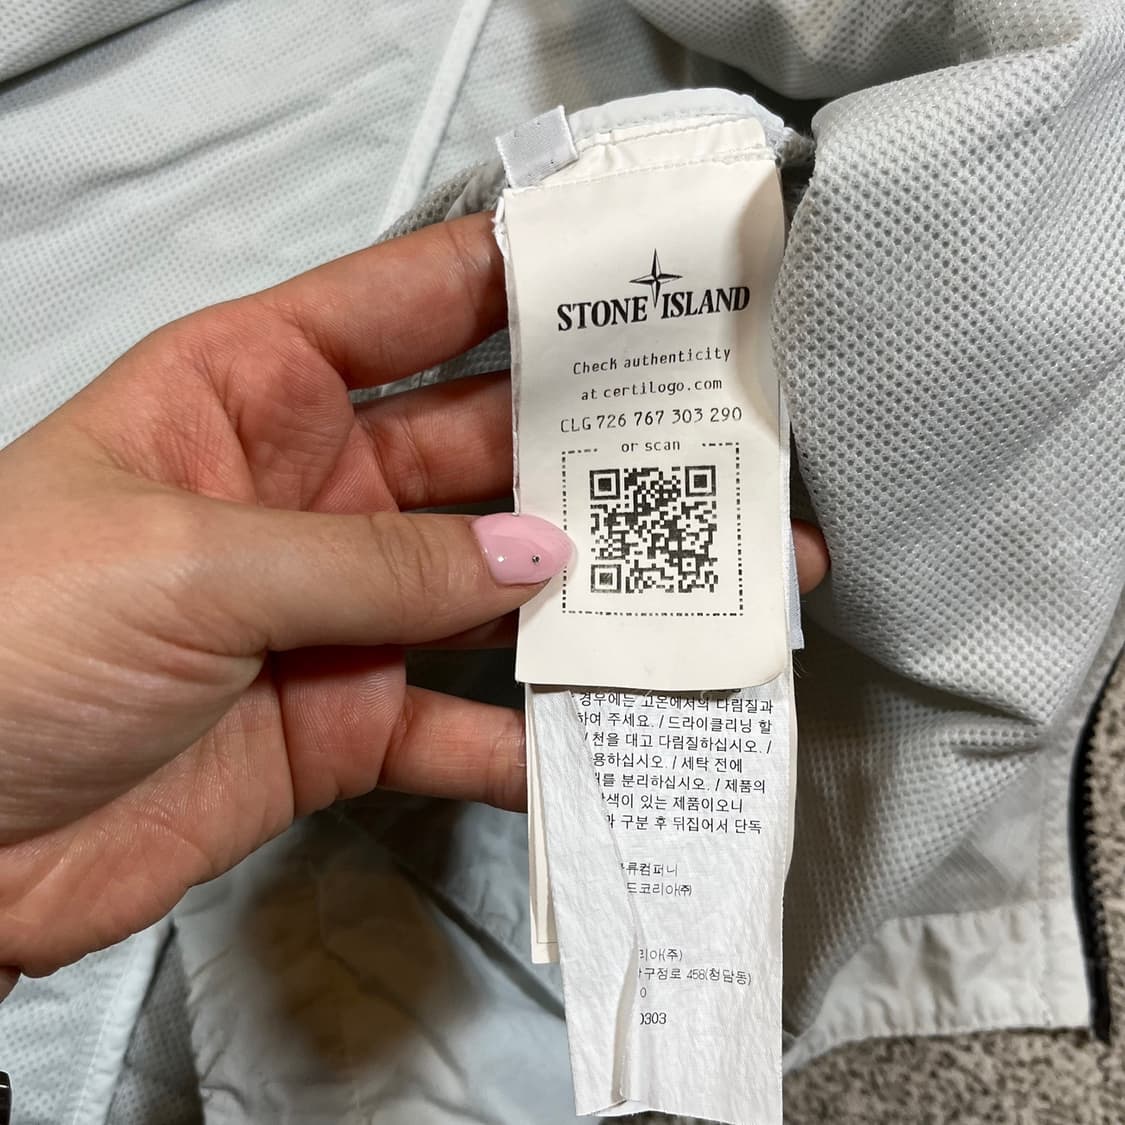 STONE ISLAND
Check authenticity
at certilogo.com
CLG 726 767 303 290
or scan
경우에는 고온에서의 다림질과
하여 주세요. / 드라이클리닝 할
/ 천을 대고 다림질하십시오. /
용하십시오. / 세탁 전에
를 분리하십시오. / 제품의
색이 있는 제품이오니
구분 후 뒤집어서 단독
류컴퍼니
드코리아㈜
리아(주)
구정로 458(청담동)
0
0303